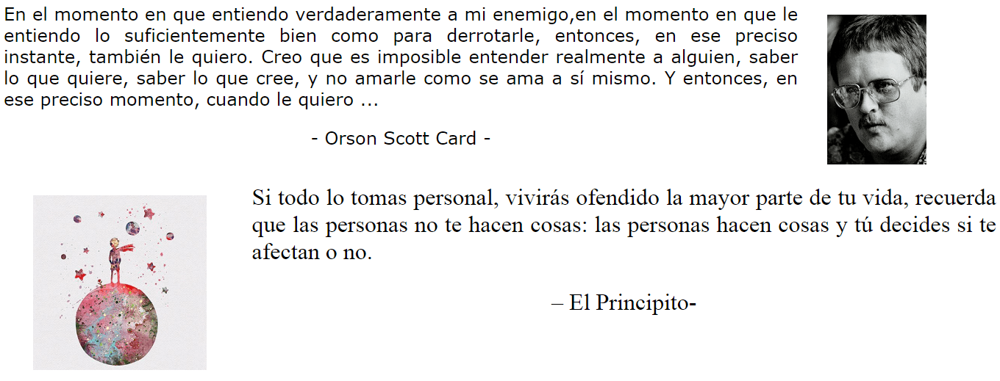 En el momento en que entiendo verdaderamente a mi enemigo,en el momento en que le
entiendo lo suficientemente bien como para derrotarle, entonces, en ese preciso
instante, también le quiero. Creo que es imposible entender realmente a alguien, saber
lo que quiere, saber lo que cree, y no amarle como se ama a sí mismo. Y entonces, en
ese preciso momento, cuando le quiero ...
- Orson Scott Card -
Si todo lo tomas personal, vivirás ofendido la mayor parte de tu vida, recuerda
que las personas no te hacen cosas: las personas hacen cosas y tú decides si te
afectan o no.
– El Principito-